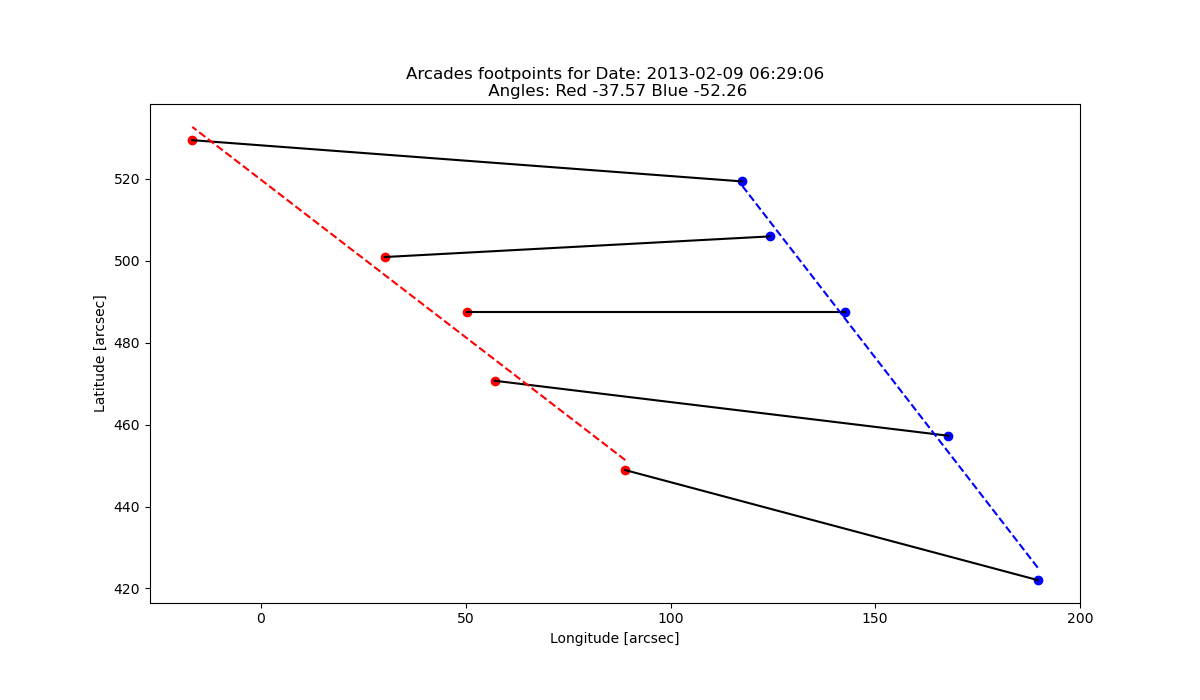 Arcades footpoints for Date: 2013-02-09 06:29:06
Angles: Red -37.57 Blue -52.26
520
500
480
460
440
420
Latitude [arcsec]
0
50
100
150
200
Longitude [arcsec]